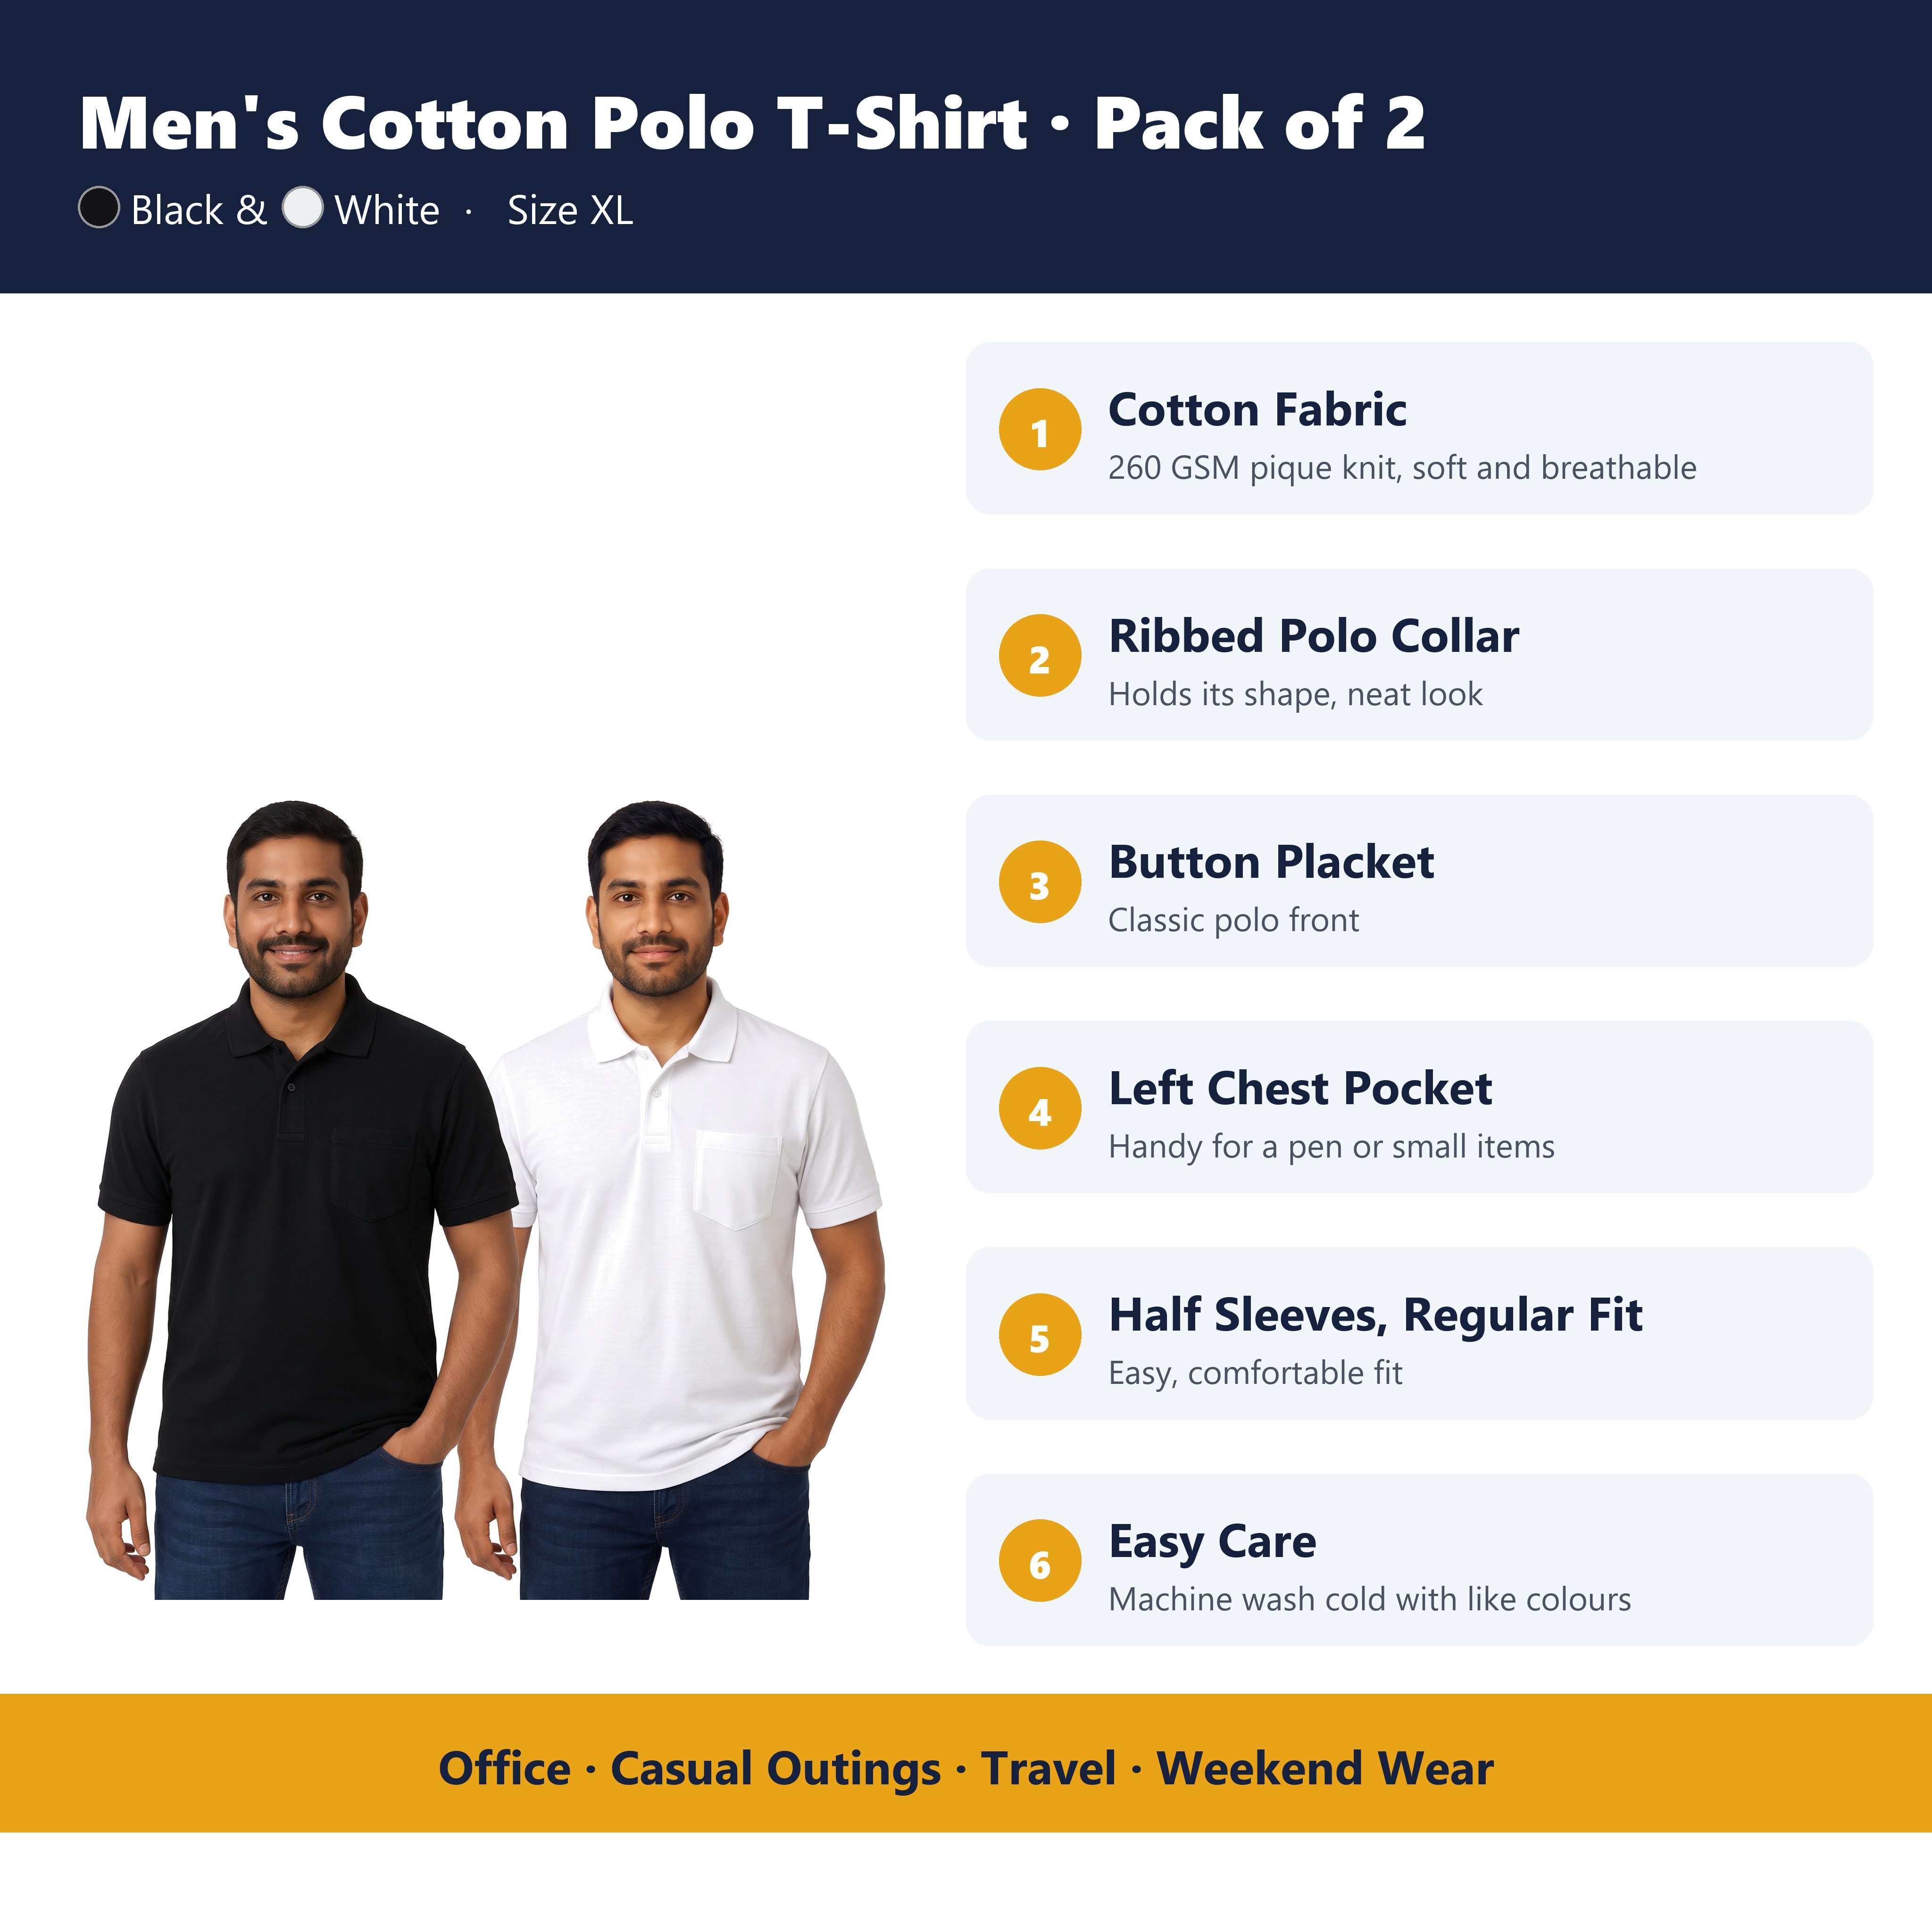 Men's Cotton Polo T-Shirt · Pack of 2
Black & White · Size XL
1
Cotton Fabric
260 GSM pique knit, soft and breathable
2
Ribbed Polo Collar
Holds its shape, neat look
3
Button Placket
Classic polo front
4
Left Chest Pocket
Handy for a pen or small items
5
Half Sleeves, Regular Fit
Easy, comfortable fit
6
Easy Care
Machine wash cold with like colours
Office · Casual Outings · Travel · Weekend Wear